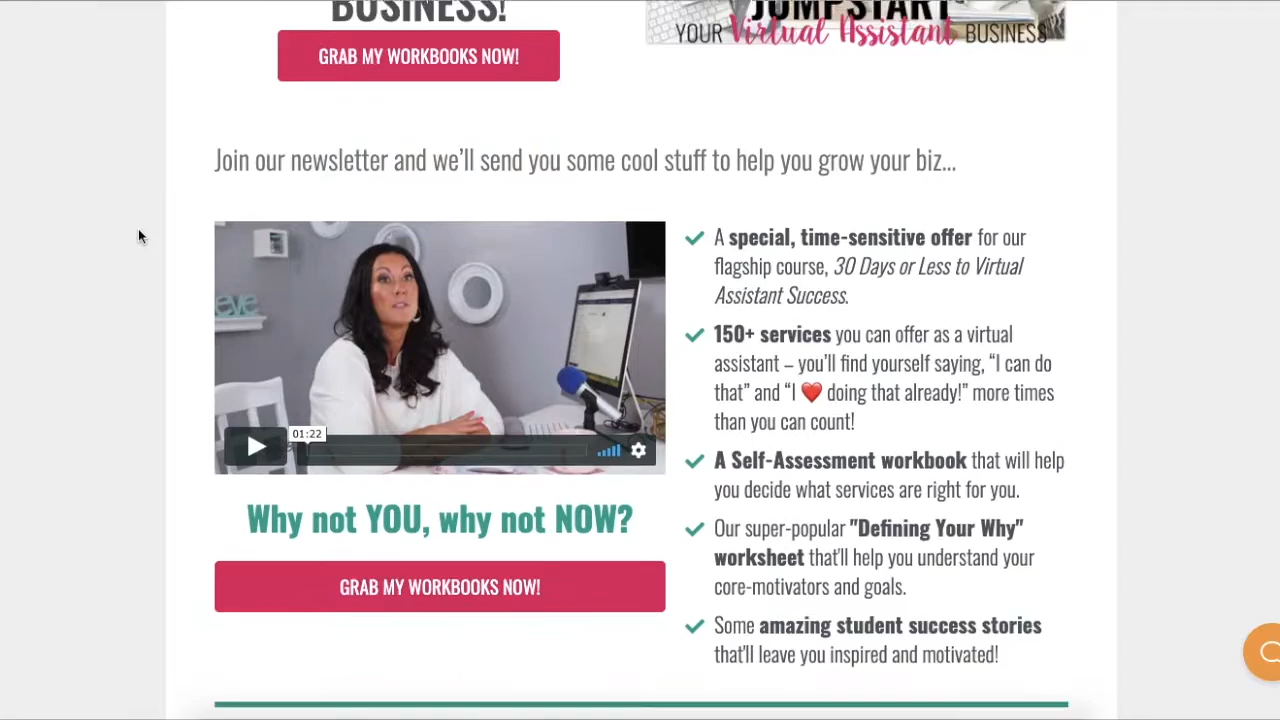 BUSINESS!
GRAB MY WORKBOOKS NOW!
JUMPSTART
YOUR Virtual Assistant BUSINESS
Join our newsletter and we'll send you some cool stuff to help you grow your biz...
eve
01:22
Why not YOU, why not NOW?
GRAB MY WORKBOOKS NOW!
A special, time-sensitive offer for our
flagship course, 30 Days or Less to Virtual
Assistant Success.
150+ services you can offer as a virtual
assistant – you'll find yourself saying, “I can do
that” and “I ❤️ doing that already!” more times
than you can count!
A Self-Assessment workbook that will help
you decide what services are right for you.
Our super-popular "Defining Your Why"
worksheet that'll help you understand your
core-motivators and goals.
Some amazing student success stories
that'll leave you inspired and motivated!